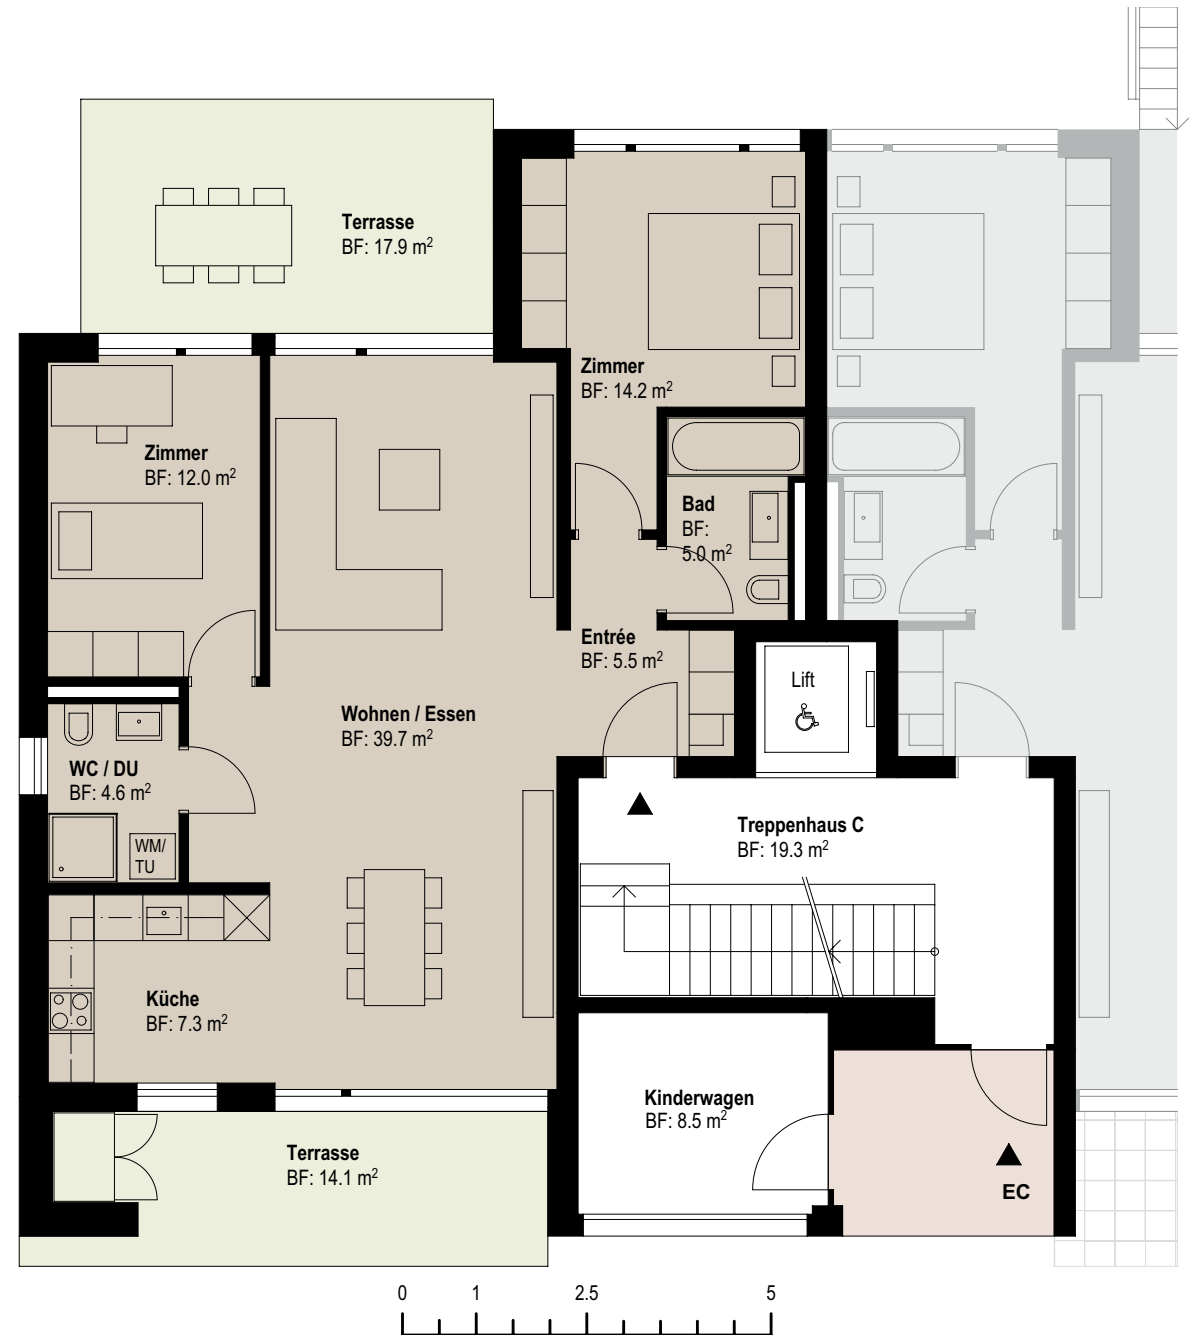 Terrasse
BF: 17.9 m²
Zimmer
BF: 14.2 m²
Zimmer
BF: 12.0 m²
Bad
BF:
5.0 m²
Entrée
BF: 5.5 m²
Lift
Wohnen / Essen
BF: 39.7 m²
WC / DU
BF: 4.6 m²
WM/
TU
Treppenhaus C
BF: 19.3 m²
Küche
BF: 7.3 m²
Kinderwagen
BF: 8.5 m²
Terrasse
BF: 14.1 m²
EC
0 1 2.5 5